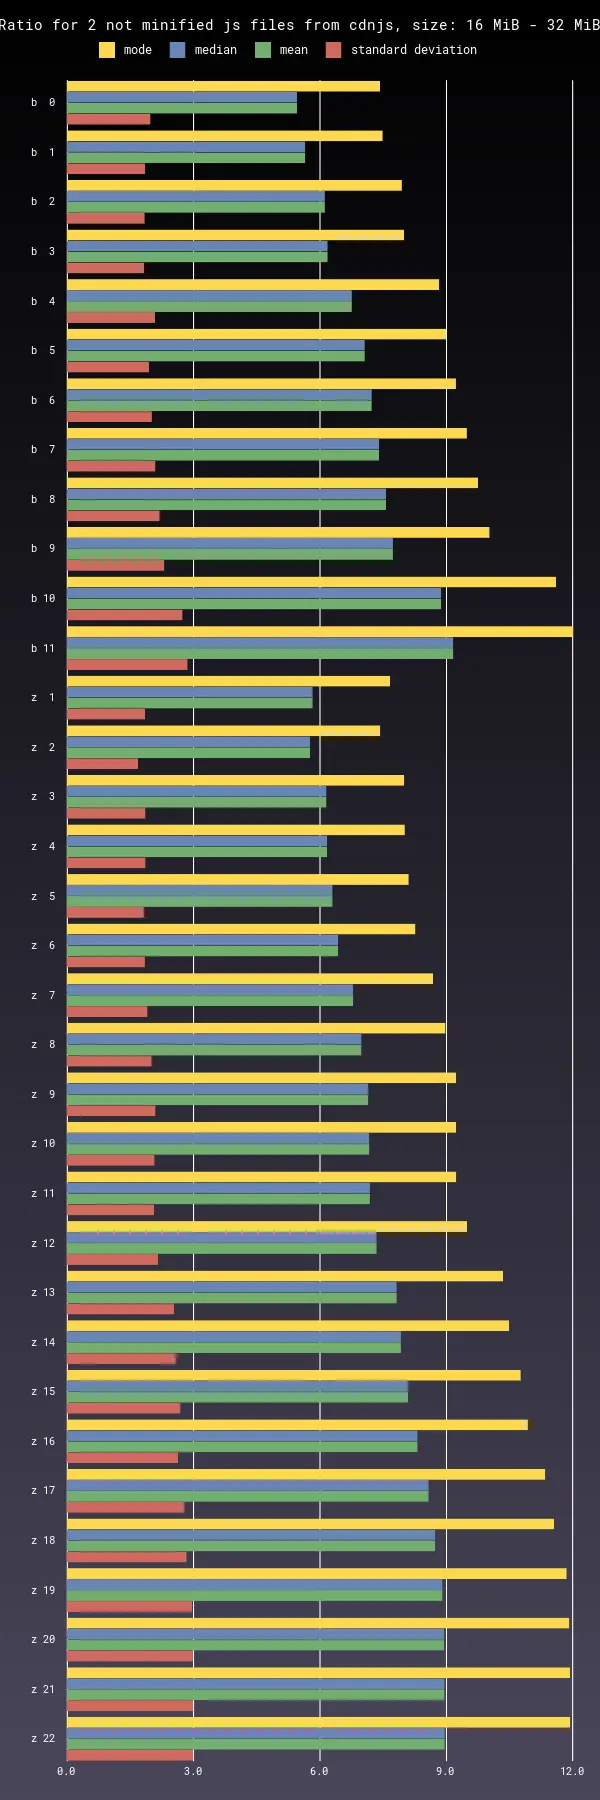 Ratio for 2 not minified js files from cdnjs, size: 16 MiB - 32 MiB
mode median mean standard deviation
b 0
b 1
b 2
b 3
b 4
b 5
b 6
b 7
b 8
b 9
b 10
b 11
z 1
z 2
z 3
z 4
z 5
z 6
z 7
z 8
z 9
z 10
z 11
z 12
z 13
z 14
z 15
z 16
z 17
z 18
z 19
z 20
z 21
z 22
0.0 3.0 6.0 9.0 12.0